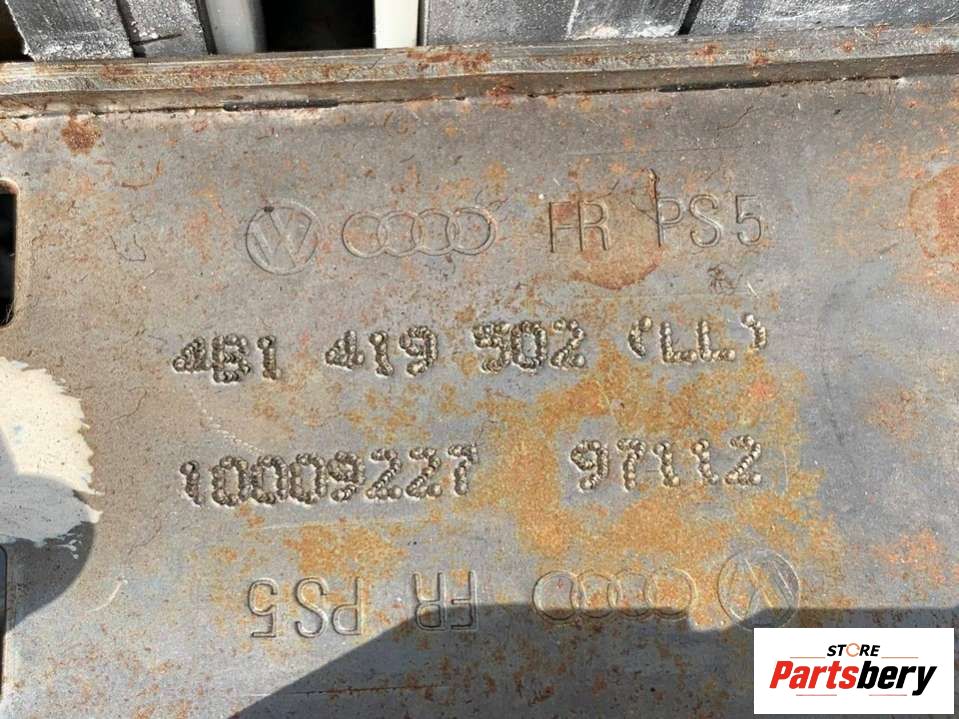 FR PS5
4B1 419 502 (LL)
10009227 97112
FR PS5
STORE
Partsbery